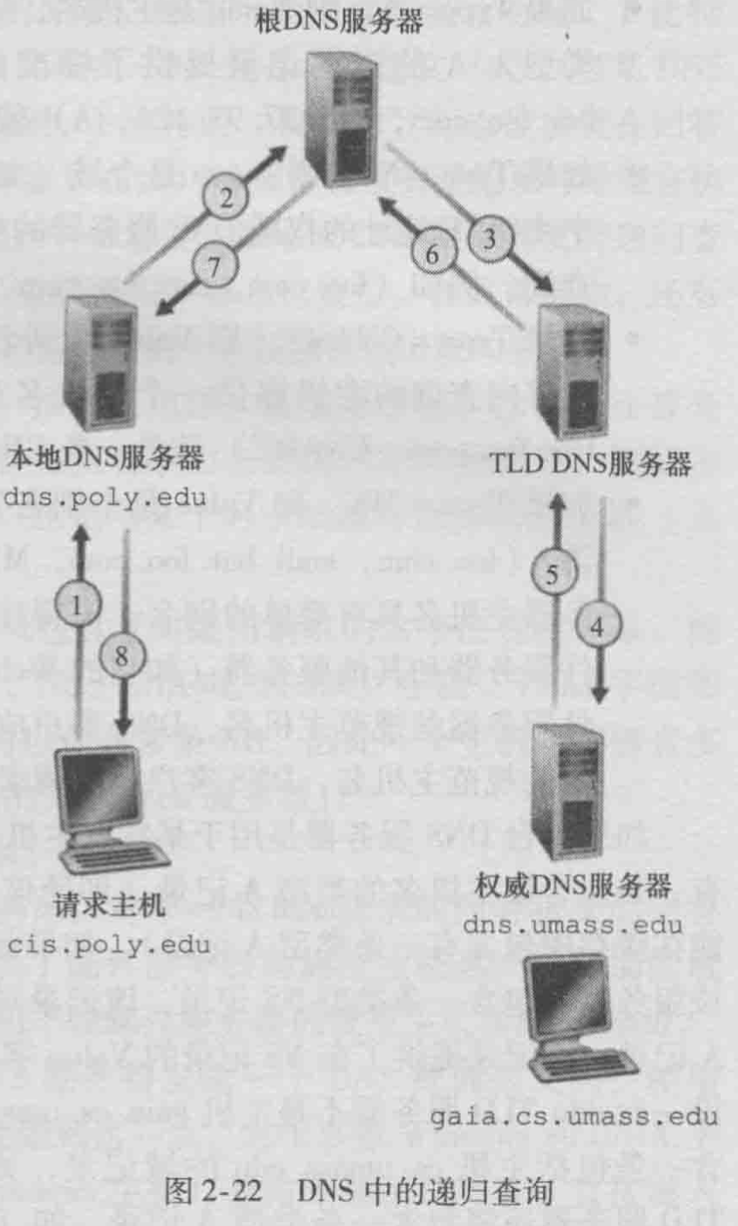 根DNS服务器
2
3
7
6
本地DNS服务器
dns.poly.edu
TLD DNS服务器
1
8
5
4
请求主机
cis.poly.edu
权威DNS服务器
dns.umass.edu
gaia.cs.umass.edu
图 2-22 DNS 中的递归查询